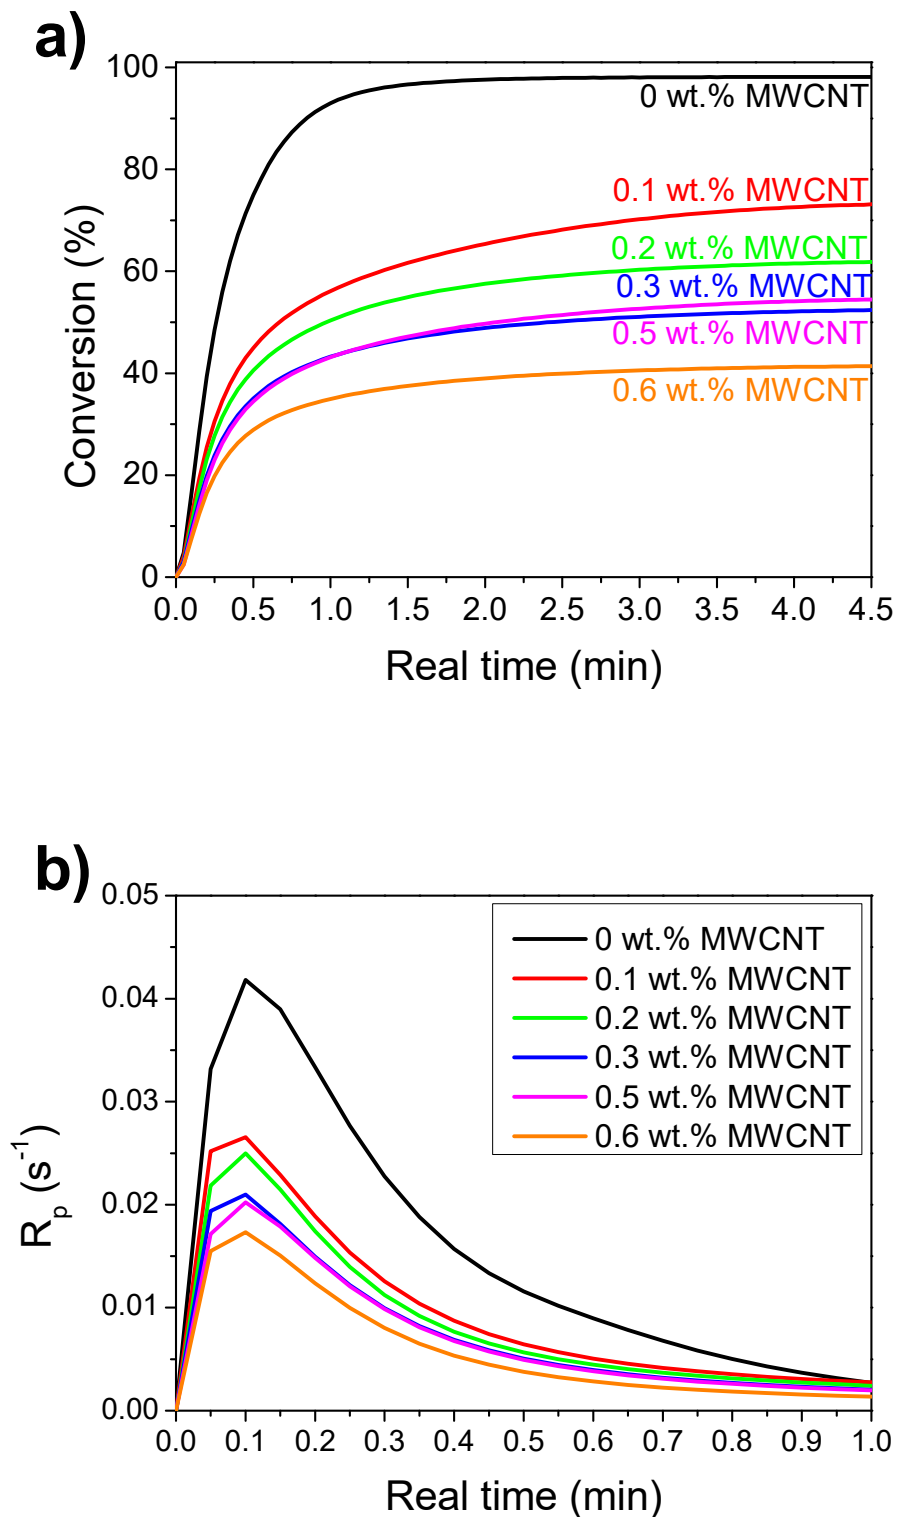 a)
100
80
60
40
20
0
Conversion (%)
0 wt.% MWCNT
0.1 wt.% MWCNT
0.2 wt.% MWCNT
0.3 wt.% MWCNT
0.5 wt.% MWCNT
0.6 wt.% MWCNT
0.0 0.5 1.0 1.5 2.0 2.5 3.0 3.5 4.0 4.5
Real time (min)
b)
0.05
0.04
0.03
0.02
0.01
0.00
Rp (s-1)
0 wt.% MWCNT
0.1 wt.% MWCNT
0.2 wt.% MWCNT
0.3 wt.% MWCNT
0.5 wt.% MWCNT
0.6 wt.% MWCNT
0.0 0.1 0.2 0.3 0.4 0.5 0.6 0.7 0.8 0.9 1.0
Real time (min)